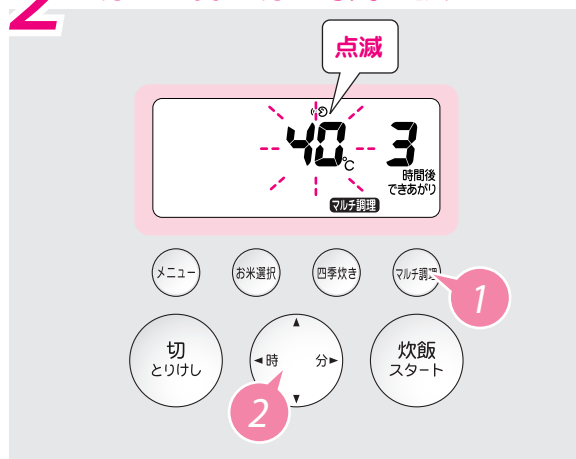 2
点滅
40℃ 3
時間後
できあがり
マルチ調理
メニュー
お米選択
四季炊き
マルチ調理
1
切
とりけし
時
分
炊飯
スタート
2